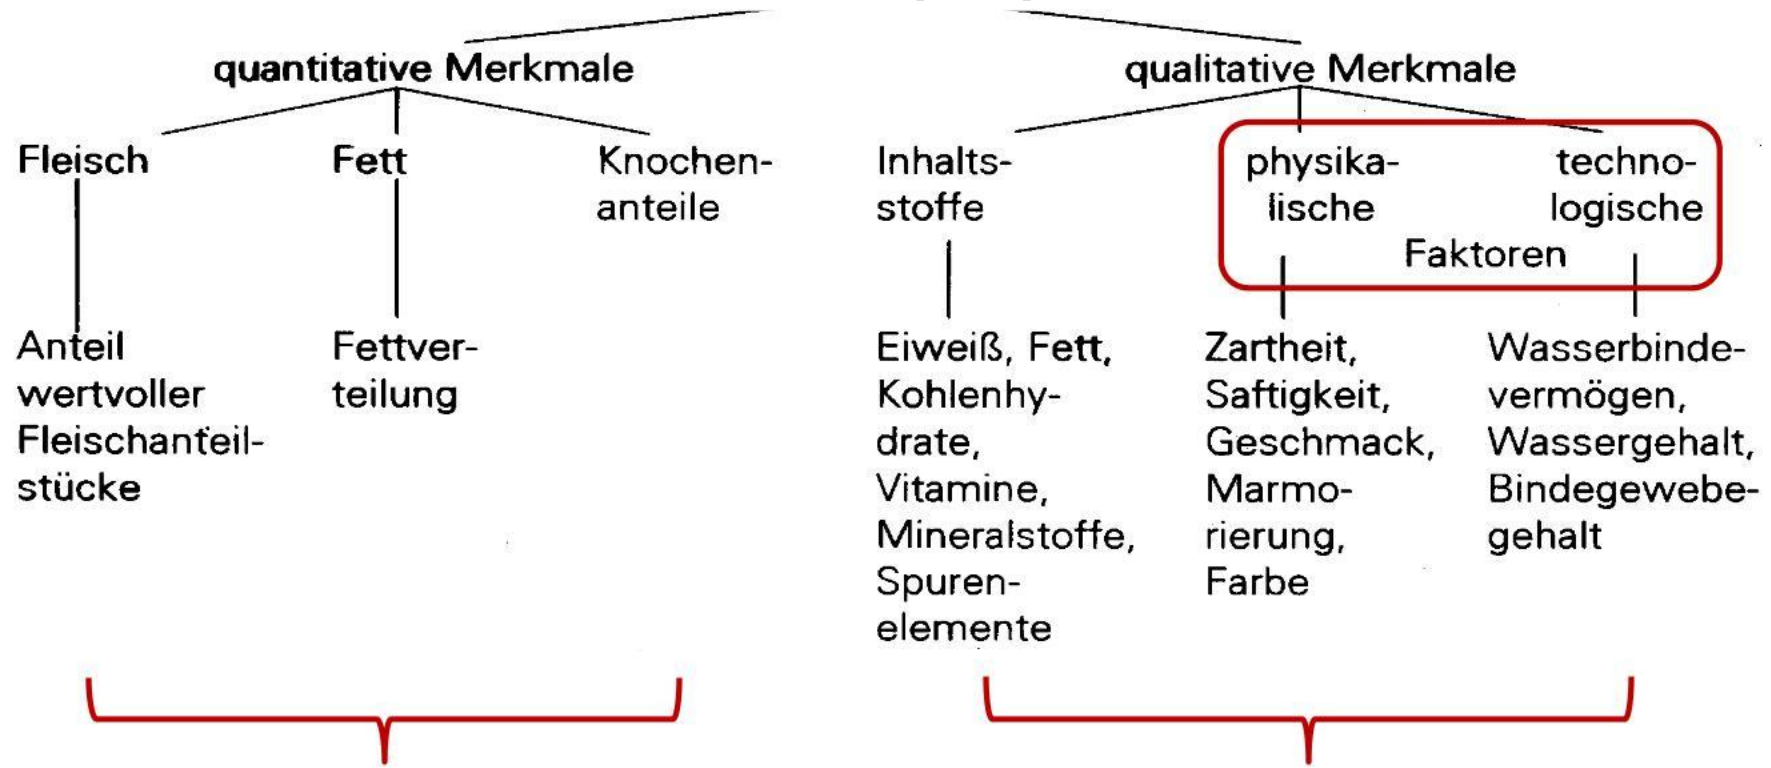 quantitative Merkmale
qualitative Merkmale
Fleisch
Fett
Knochen-
anteile
Inhalts-
stoffe
physika-
lische
techno-
logische
Faktoren
Anteil
wertvoller
Fleischanteil-
stücke
Fettver-
teilung
Eiweiß, Fett,
Kohlenhy-
drate,
Vitamine,
Mineralstoffe,
Spuren-
elemente
Zartheit,
Saftigkeit,
Geschmack,
Marmo-
rierung,
Farbe
Wasserbinde-
vermögen,
Wassergehalt,
Bindegewebe-
gehalt